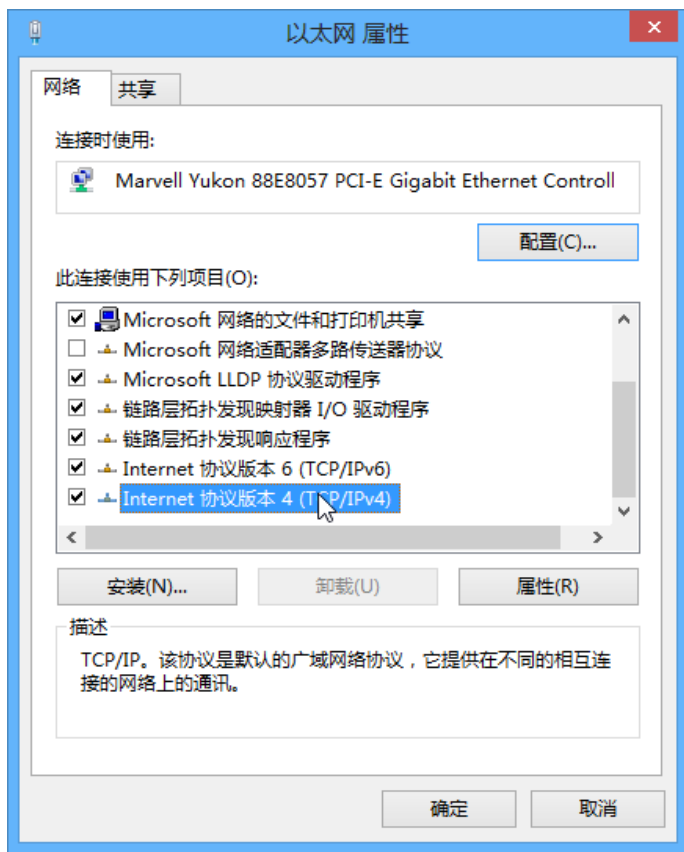 以太网 属性
网络
共享
连接时使用:
Marvell Yukon 88E8057 PCI-E Gigabit Ethernet Controll
配置(C)...
此连接使用下列项目(O):
Microsoft 网络的文件和打印机共享
Microsoft 网络适配器多路传送器协议
Microsoft LLDP 协议驱动程序
链路层拓扑发现映射器 I/O 驱动程序
链路层拓扑发现响应程序
Internet 协议版本 6 (TCP/IPv6)
Internet 协议版本 4 (TCP/IPv4)
安装(N)...
卸载(U)
属性(R)
描述
TCP/IP。该协议是默认的广域网络协议，它提供在不同的相互连
接的网络上的通讯。
确定
取消